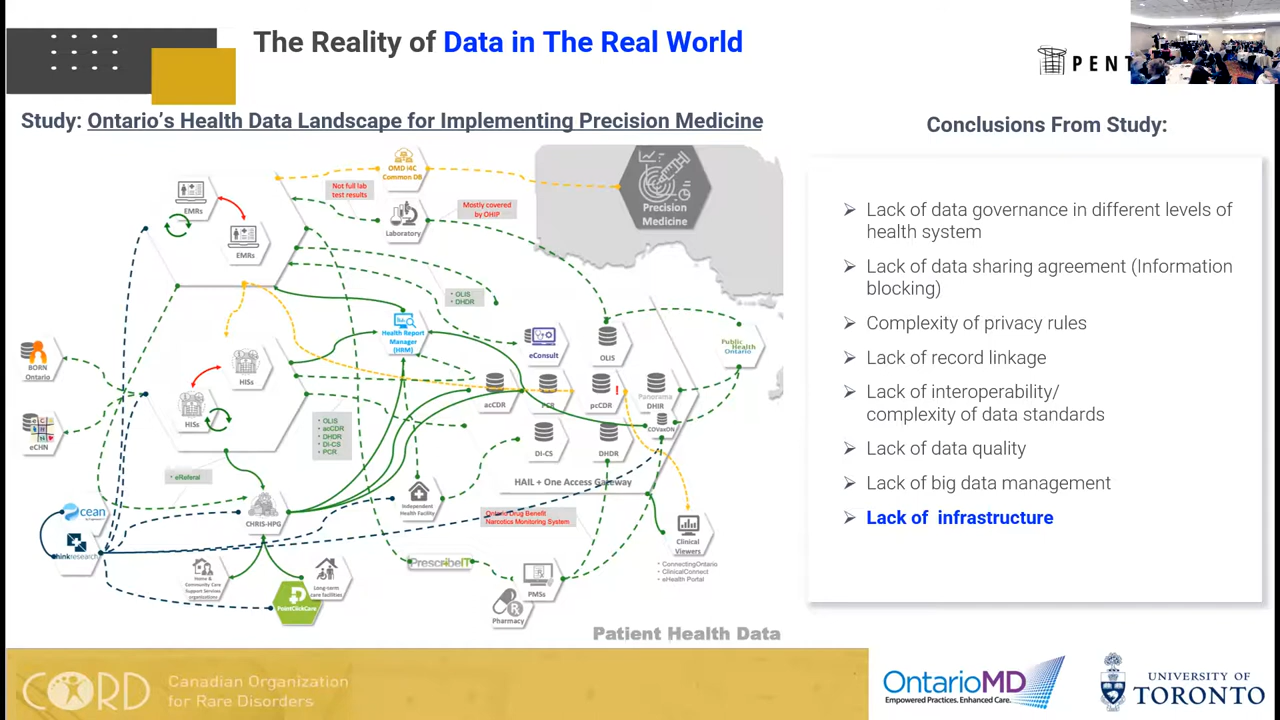 The Reality of Data in The Real World
PENT
Study: Ontario's Health Data Landscape for Implementing Precision Medicine
Conclusions From Study:
OMD I4C
Common DB
Not full lab
test results
Mostly covered
by OHIP
Precision
Medicine
EMRs
Laboratory
EMRs
• OLIS
• DHDR
Health Report
Manager
(HRM)
eConsult
OLIS
Public
Health
Ontario
BORN
Ontario
HISs
Panorama
acCDR
PCR
pcCDR
!
DHIR
HISs
COVaxON
eCHN
• OLIS
• acCDR
• DHDR
• DI-CS
• PCR
DI-CS
DHDR
• eReferal
HAIL + One Access Gateway
cean
CHRIS-HPG
Independent
Health Facility
Ontario Drug Benefit
Narcotics Monitoring System
hinkresearch
Clinical
Viewers
• ConnectingOntario
• ClinicalConnect
• eHealth Portal
PrescribeIT
Home &
Community Care
Support Services
organizations
Long-term
care facilities
PointClickCare
PMSs
Pharmacy
Patient Health Data
➢ Lack of data governance in different levels of
health system
➢ Lack of data sharing agreement (Information
blocking)
➢ Complexity of privacy rules
➢ Lack of record linkage
➢ Lack of interoperability/
complexity of data standards
➢ Lack of data quality
➢ Lack of big data management
➢ Lack of infrastructure
CORD
Canadian Organization
for Rare Disorders
OntarioMD
Empowered Practices. Enhanced Care.
UNIVERSITY OF
TORONTO